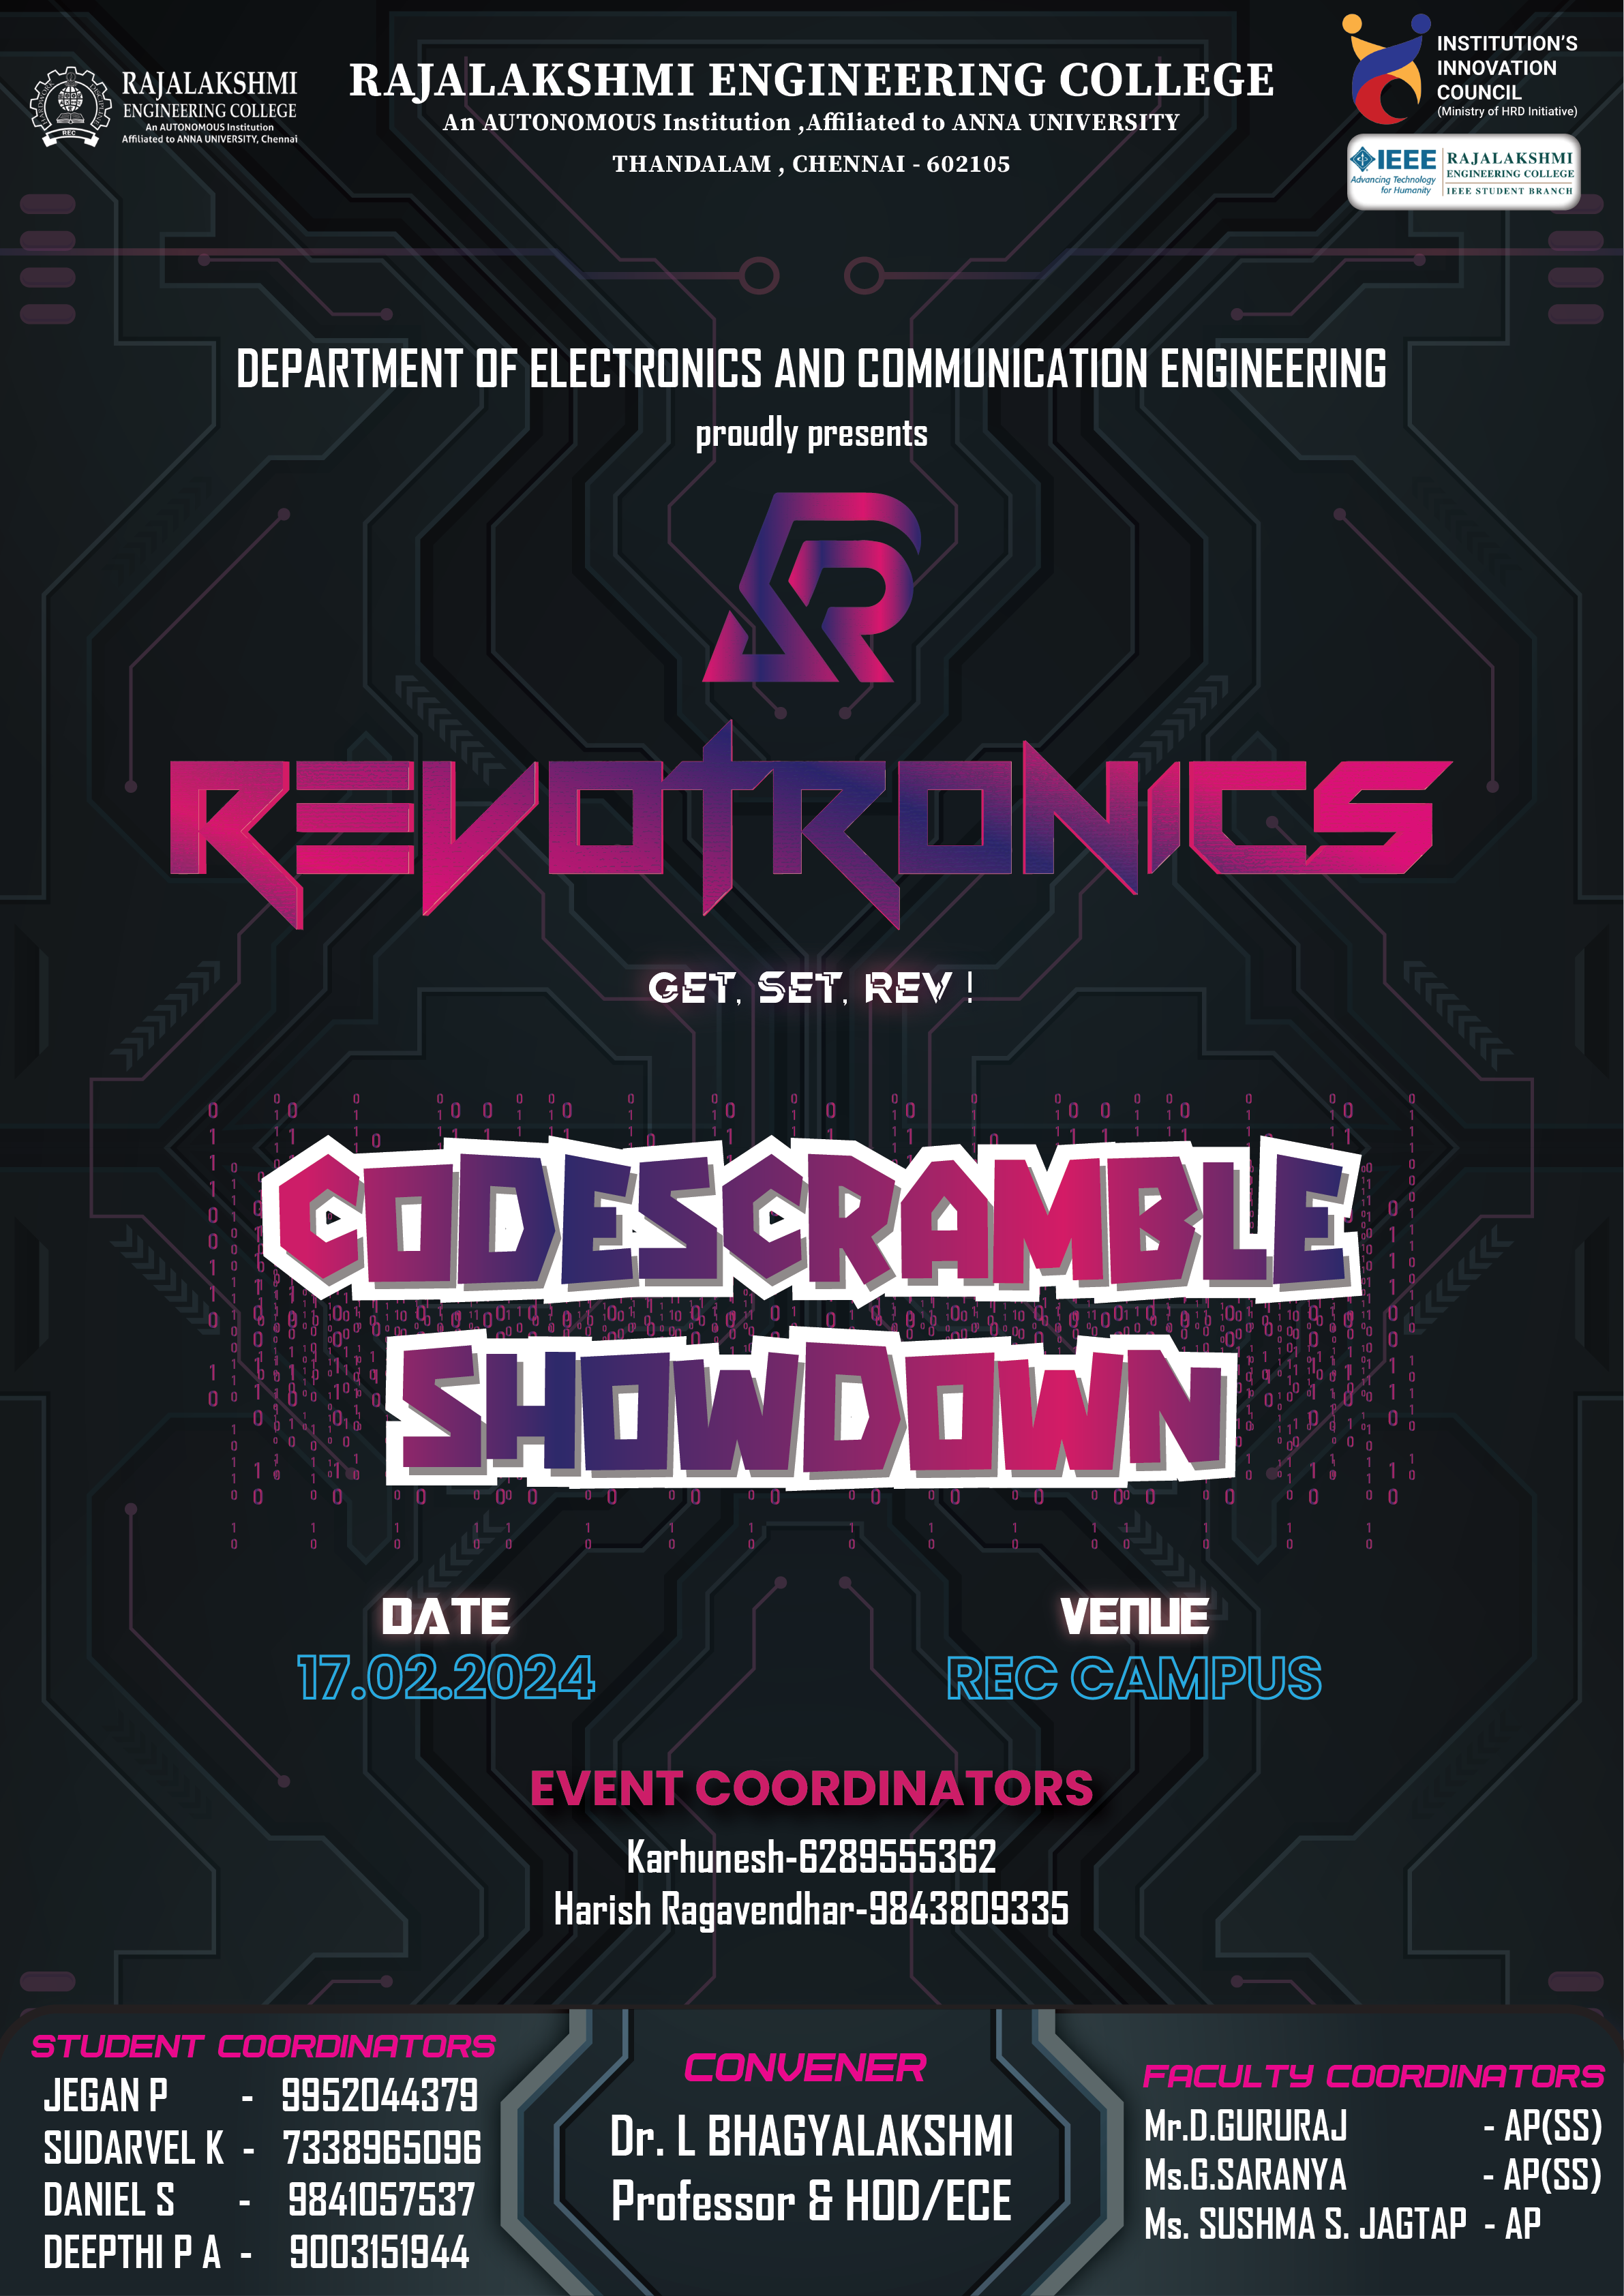 RAJALAKSHMI
ENGINEERING COLLEGE
An AUTONOMOUS Institution
Affiliated to ANNA UNIVERSITY, Chennai
REC
RAJALAKSHMI ENGINEERING COLLEGE
An AUTONOMOUS Institution ,Affiliated to ANNA UNIVERSITY
THANDALAM , CHENNAI - 602105
INSTITUTION'S
INNOVATION
COUNCIL
(Ministry of HRD Initiative)
IEEE
Advancing Technology
for Humanity
RAJALAKSHMI
ENGINEERING COLLEGE
IEEE STUDENT BRANCH
DEPARTMENT OF ELECTRONICS AND COMMUNICATION ENGINEERING
proudly presents
REVOTRONICS
GET, SET, REV !
CODESCRAMBLE
SHOWDOWN
DATE
17.02.2024
VENUE
REC CAMPUS
EVENT COORDINATORS
Karhunesh-6289555362
Harish Ragavendhar-9843809335
STUDENT COORDINATORS
JEGAN P - 9952044379
SUDARVEL K - 7338965096
DANIEL S - 9841057537
DEEPTHI P A - 9003151944
CONVENER
Dr. L BHAGYALAKSHMI
Professor & HOD/ECE
FACULTY COORDINATORS
Mr.D.GURURAJ - AP(SS)
Ms.G.SARANYA - AP(SS)
Ms. SUSHMA S. JAGTAP - AP